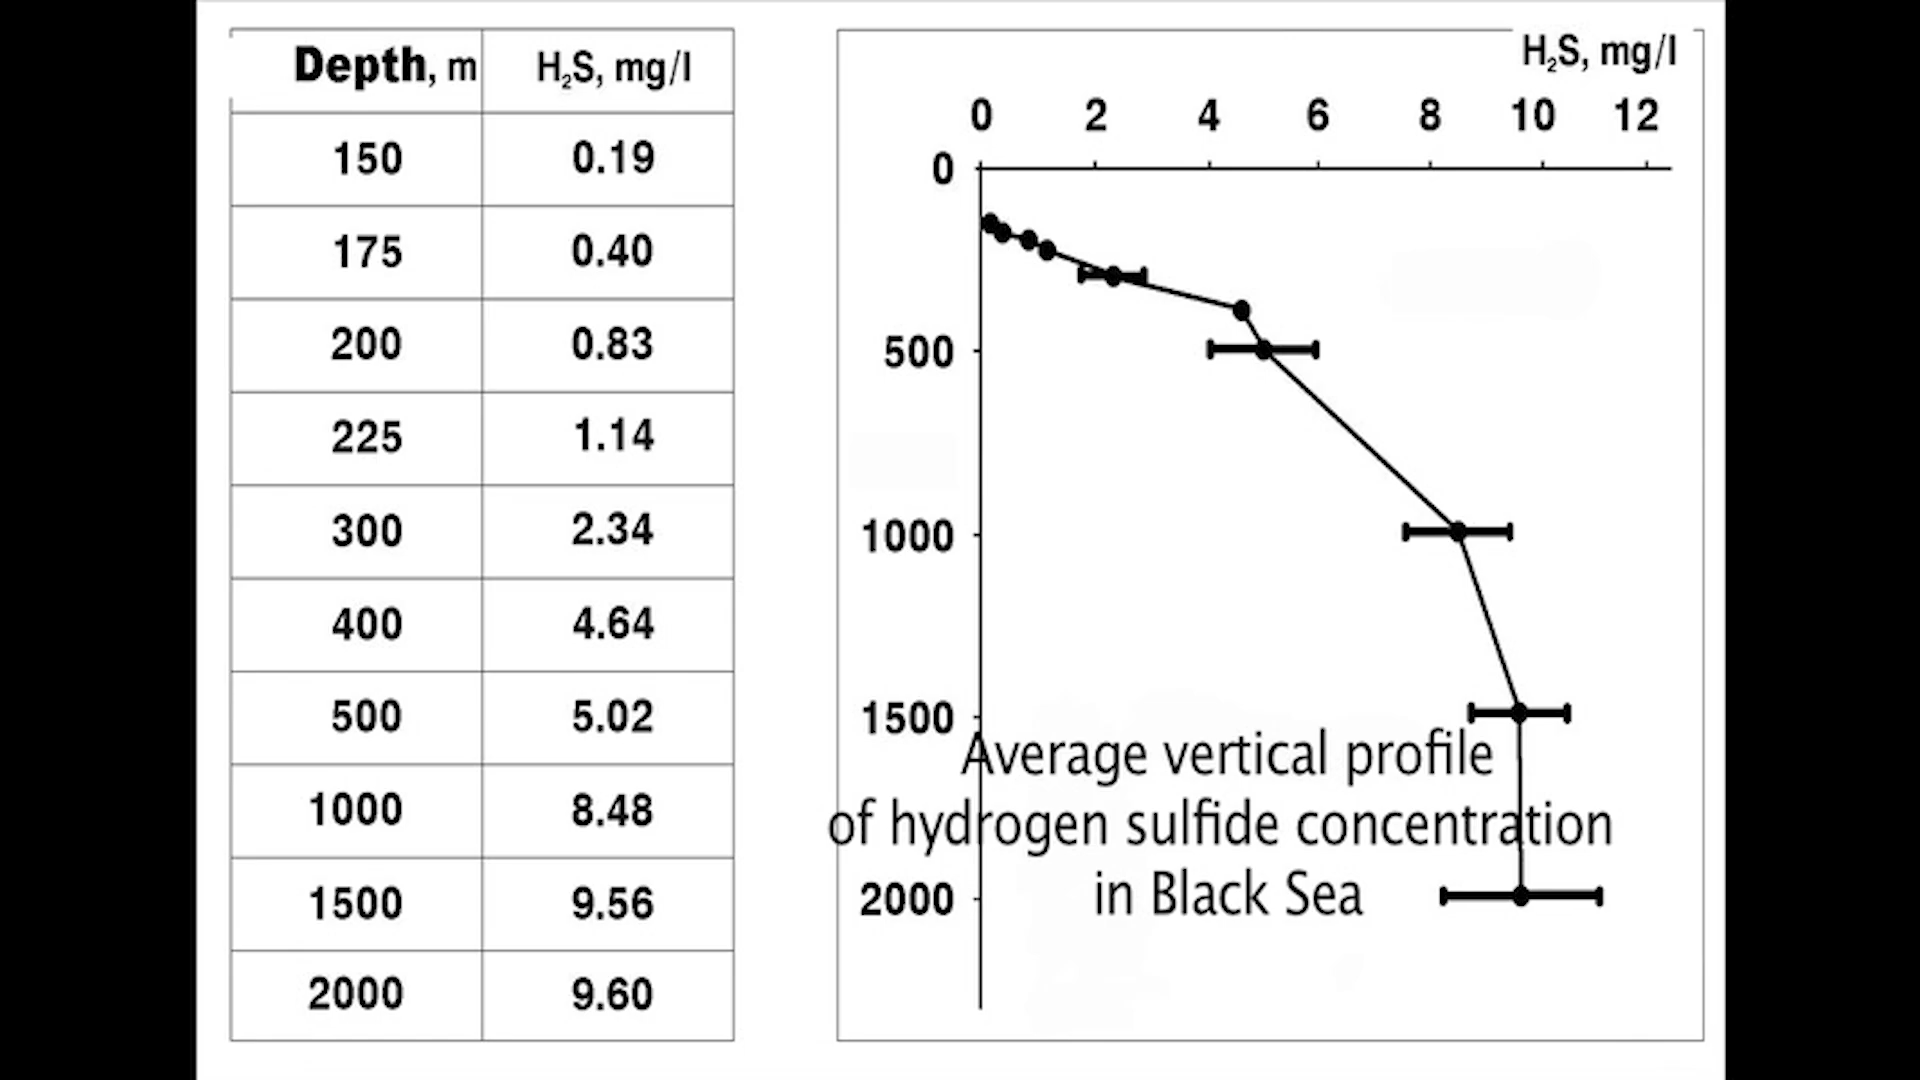 Depth, m H₂S, mg/l
150 0.19
175 0.40
200 0.83
225 1.14
300 2.34
400 4.64
500 5.02
1000 8.48
1500 9.56
2000 9.60
H₂S, mg/l
0 2 4 6 8 10 12
0
500
1000
1500
2000
Average vertical profile
of hydrogen sulfide concentration
in Black Sea